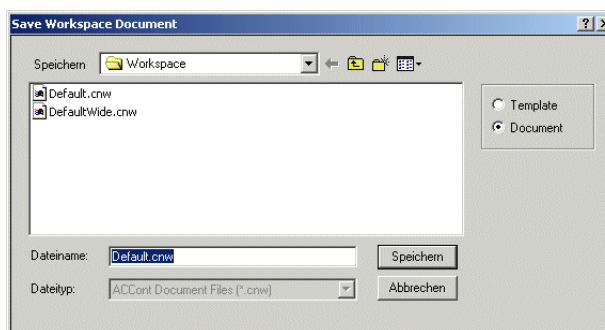 Save Workspace Document
Speichern Workspace
Default.cnw
DefaultWide.cnw
Template
Document
Dateiname: Default.cnw Speichern
Dateityp: ACCont Document Files (*.cnw) Abbrechen